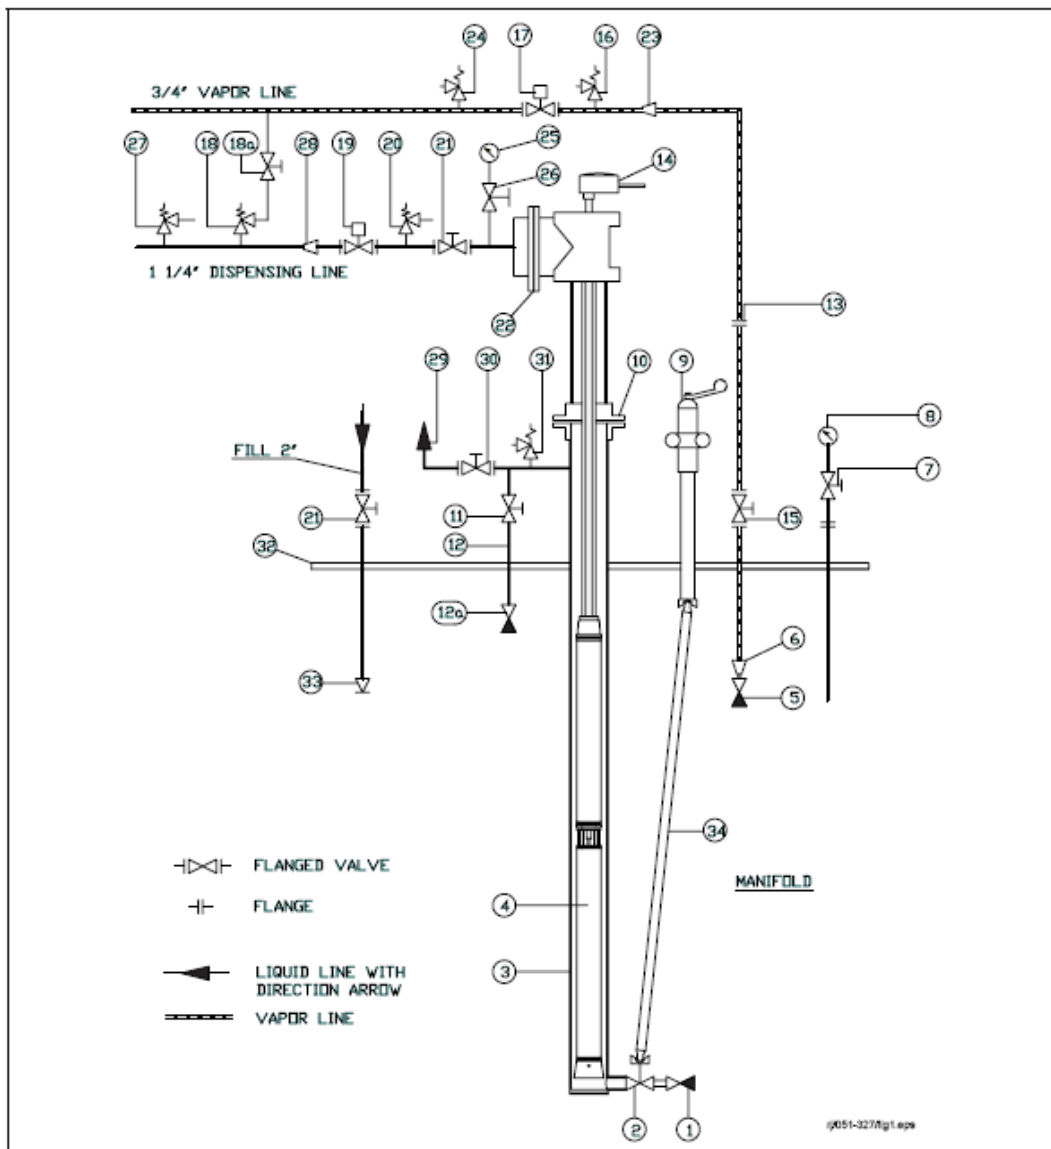 24
17
16
23
3/4" VAPOR LINE
27
18
18a
28
19
20
21
25
26
14
1 1/4" DISPENSING LINE
22
13
29
30
31
10
9
8
FILL 2"
7
21
11
15
32
12
12a
6
33
5
34
FLANGED VALVE
MANIFOLD
4
FLANGE
3
LIQUID LINE WITH
DIRECTION ARROW
VAPOR LINE
2
1
rj/051-327/fig1.eps